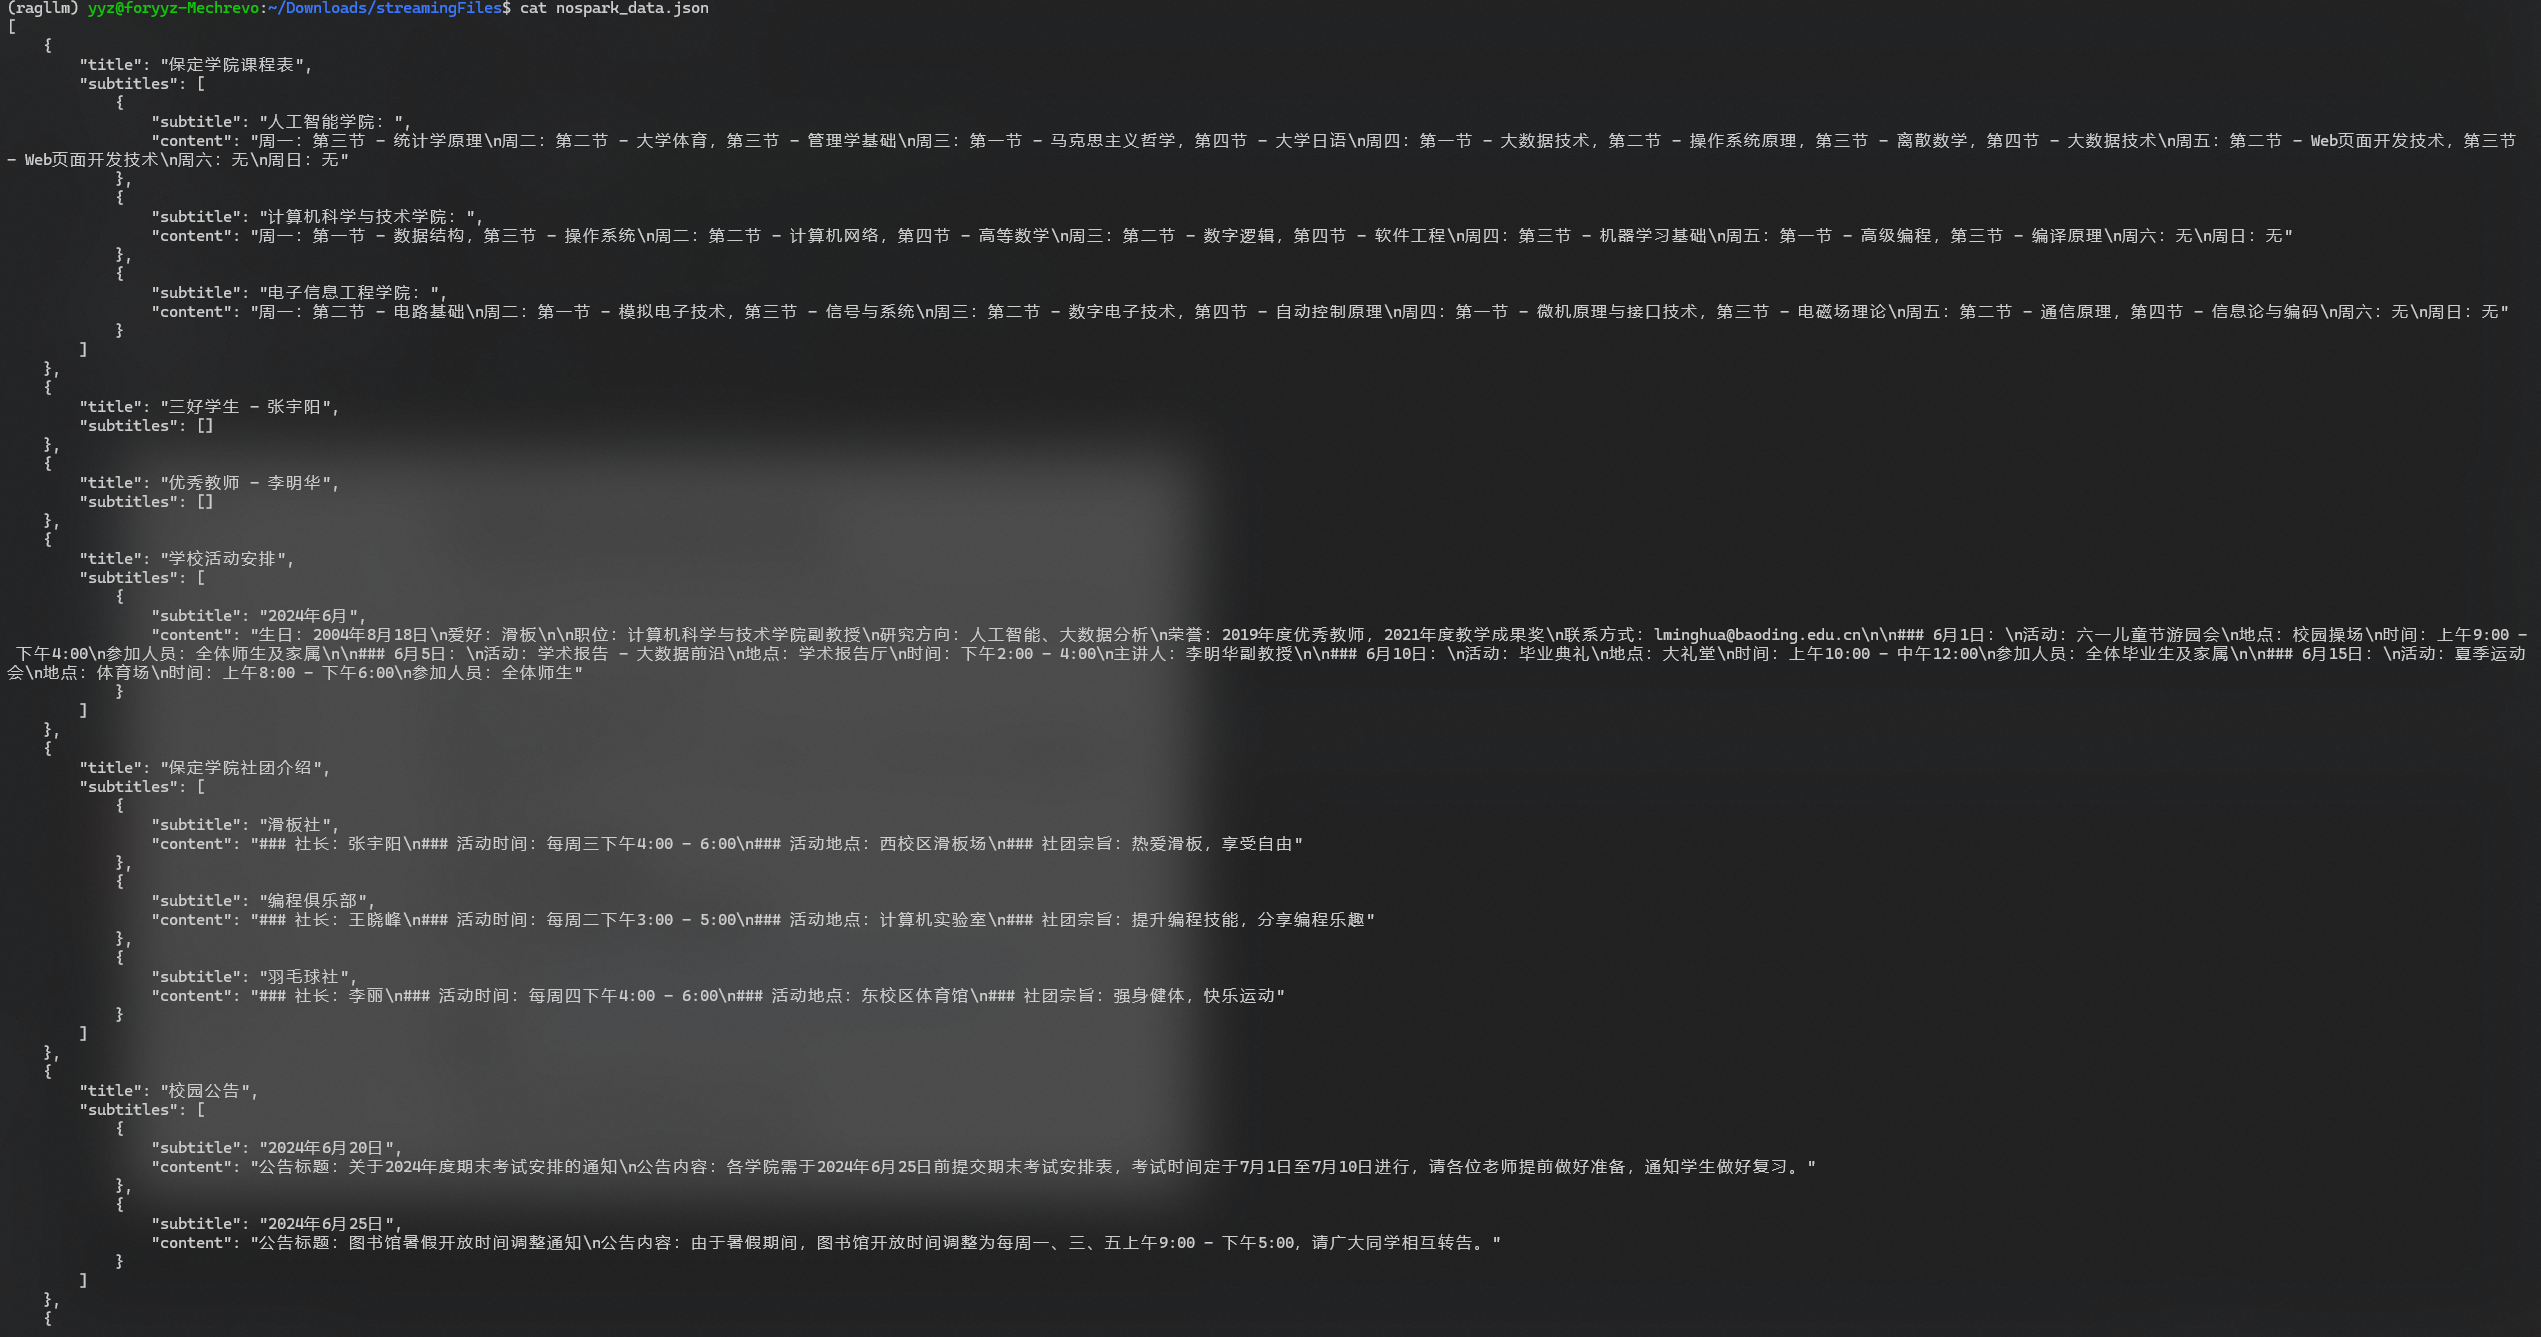 (ragllm) yyz@foryyz-Mechrevo:~/Downloads/streamingFiles$ cat nospark_data.json
[
    {
        "title": "保定学院课程表",
        "subtitles": [
            {
                "subtitle": "人工智能学院：",
                "content": "周一：第三节 - 统计学原理\n周二：第二节 - 大学体育，第三节 - 管理学基础\n周三：第一节 - 马克思主义哲学，第四节 - 大学日语\n周四：第一节 - 大数据技术，第二节 - 操作系统原理，第三节 - 离散数学，第四节 - 大数据技术\n周五：第二节 - Web页面开发技术，第三节
- Web页面开发技术\n周六：无\n周日：无"
            },
            {
                "subtitle": "计算机科学与技术学院：",
                "content": "周一：第一节 - 数据结构，第三节 - 操作系统\n周二：第二节 - 计算机网络，第四节 - 高等数学\n周三：第二节 - 数字逻辑，第四节 - 软件工程\n周四：第三节 - 机器学习基础\n周五：第一节 - 高级编程，第三节 - 编译原理\n周六：无\n周日：无"
            },
            {
                "subtitle": "电子信息工程学院：",
                "content": "周一：第二节 - 电路基础\n周二：第一节 - 模拟电子技术，第三节 - 信号与系统\n周三：第二节 - 数字电子技术，第四节 - 自动控制原理\n周四：第一节 - 微机原理与接口技术，第三节 - 电磁场理论\n周五：第二节 - 通信原理，第四节 - 信息论与编码\n周六：无\n周日：无"
            }
        ]
    },
    {
        "title": "三好学生 - 张宇阳",
        "subtitles": []
    },
    {
        "title": "优秀教师 - 李明华",
        "subtitles": []
    },
    {
        "title": "学校活动安排",
        "subtitles": [
            {
                "subtitle": "2024年6月",
                "content": "生日：2004年8月18日\n爱好：滑板\n\n职位：计算机科学与技术学院副教授\n研究方向：人工智能、大数据分析\n荣誉：2019年度优秀教师，2021年度教学成果奖\n联系方式：lminghua@baoding.edu.cn\n\n### 6月1日：\n活动：六一儿童节游园会\n地点：校园操场\n时间：上午9:00 -
 下午4:00\n参加人员：全体师生及家属\n\n### 6月5日：\n活动：学术报告 - 大数据前沿\n地点：学术报告厅\n时间：下午2:00 - 4:00\n主讲人：李明华副教授\n\n### 6月10日：\n活动：毕业典礼\n地点：大礼堂\n时间：上午10:00 - 中午12:00\n参加人员：全体毕业生及家属\n\n### 6月15日：\n活动：夏季运动
会\n地点：体育场\n时间：上午8:00 - 下午6:00\n参加人员：全体师生"
            }
        ]
    },
    {
        "title": "保定学院社团介绍",
        "subtitles": [
            {
                "subtitle": "滑板社",
                "content": "### 社长：张宇阳\n### 活动时间：每周三下午4:00 - 6:00\n### 活动地点：西校区滑板场\n### 社团宗旨：热爱滑板，享受自由"
            },
            {
                "subtitle": "编程俱乐部",
                "content": "### 社长：王晓峰\n### 活动时间：每周二下午3:00 - 5:00\n### 活动地点：计算机实验室\n### 社团宗旨：提升编程技能，分享编程乐趣"
            },
            {
                "subtitle": "羽毛球社",
                "content": "### 社长：李丽\n### 活动时间：每周四下午4:00 - 6:00\n### 活动地点：东校区体育馆\n### 社团宗旨：强身健体，快乐运动"
            }
        ]
    },
    {
        "title": "校园公告",
        "subtitles": [
            {
                "subtitle": "2024年6月20日",
                "content": "公告标题：关于2024年度期末考试安排的通知\n公告内容：各学院需于2024年6月25日前提交期末考试安排表，考试时间定于7月1日至7月10日进行，请各位老师提前做好准备，通知学生做好复习。"
            },
            {
                "subtitle": "2024年6月25日",
                "content": "公告标题：图书馆暑假开放时间调整通知\n公告内容：由于暑假期间，图书馆开放时间调整为每周一、三、五上午9:00 - 下午5:00，请广大同学相互转告。"
            }
        ]
    },
    {